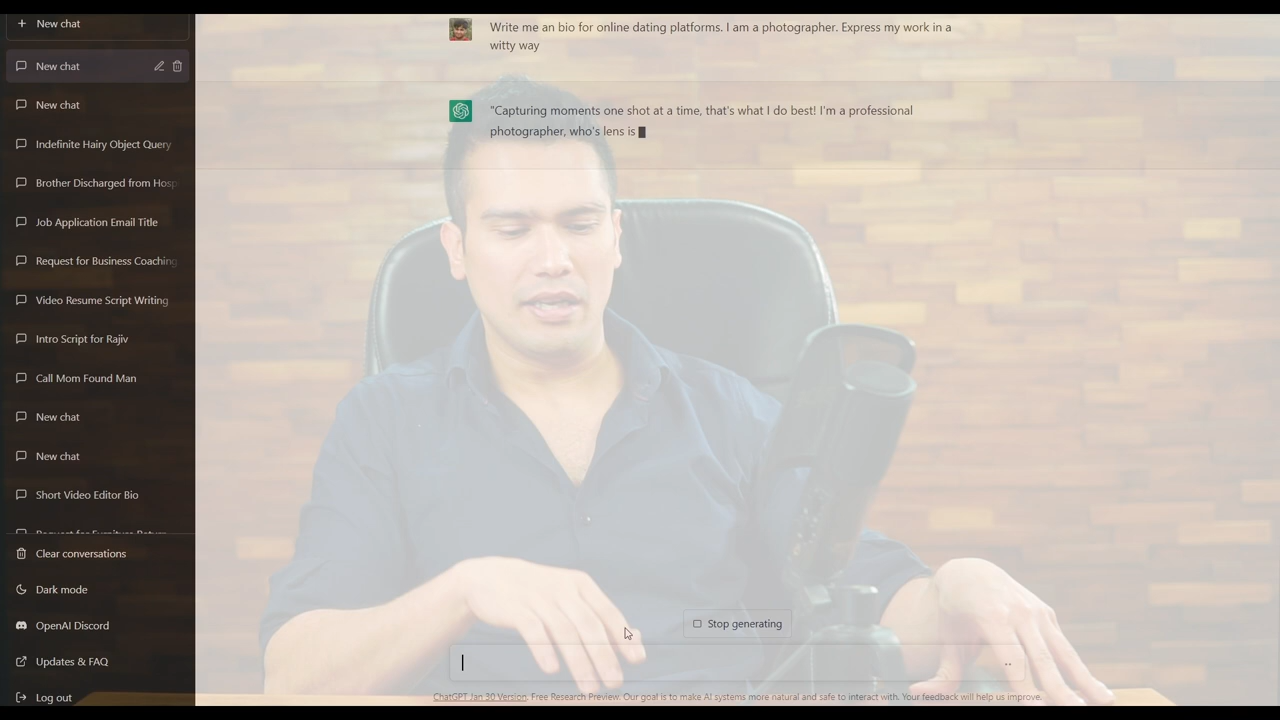 New chat
New chat
New chat
Indefinite Hairy Object Query
Brother Discharged from Hosp
Job Application Email Title
Request for Business Coaching
Video Resume Script Writing
Intro Script for Rajiv
Call Mom Found Man
New chat
New chat
Short Video Editor Bio
Request for Furniture Return
Clear conversations
Dark mode
OpenAI Discord
Updates & FAQ
Log out
Write me an bio for online dating platforms. I am a photographer. Express my work in a
witty way
"Capturing moments one shot at a time, that's what I do best! I'm a professional
photographer, who's lens is
Stop generating
ChatGPT Jan 30 Version. Free Research Preview. Our goal is to make AI systems more natural and safe to interact with. Your feedback will help us improve.